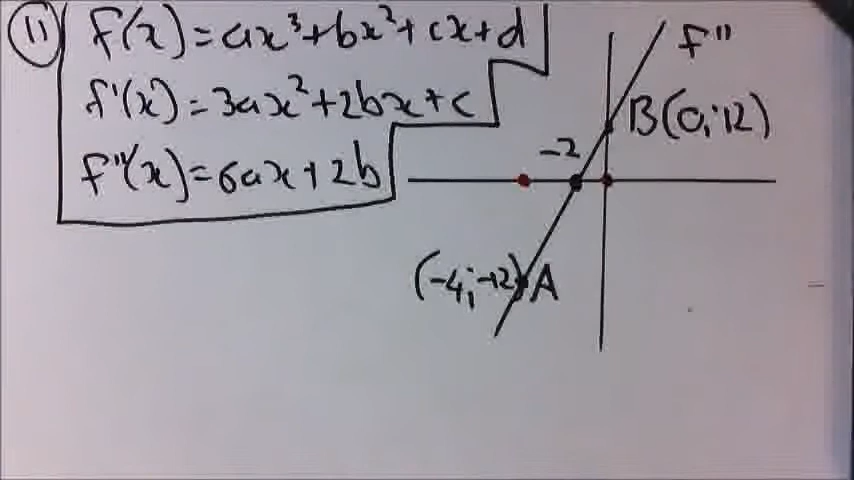 11
f(x)=ax³+bx²+cx+d
f'(x)=3ax²+2bx+c
f''(x)=6ax+2b
f''
B(0;12)
-2
(-4;-12)A